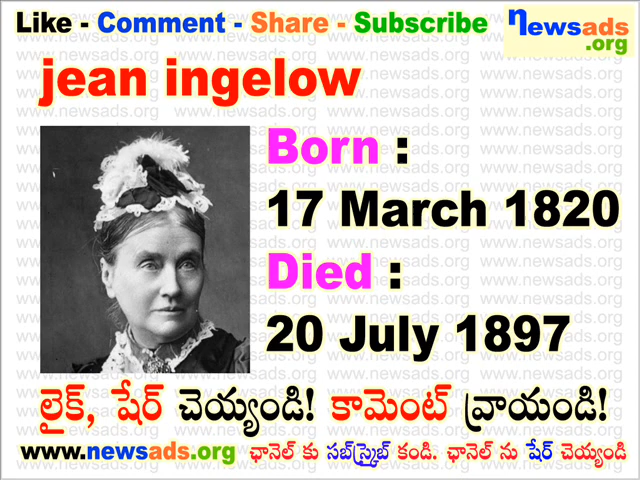 Like - Comment - Share - Subscribe
newsads
.org
jean ingelow
Born :
17 March 1820
Died :
20 July 1897
లైక్, షేర్ చెయ్యండి! కామెంట్ వ్రాయండి!
www.newsads.org ఛానెల్ కు సబ్‌స్క్రైబ్ కండి. ఛానెల్ ను షేర్ చెయ్యండి